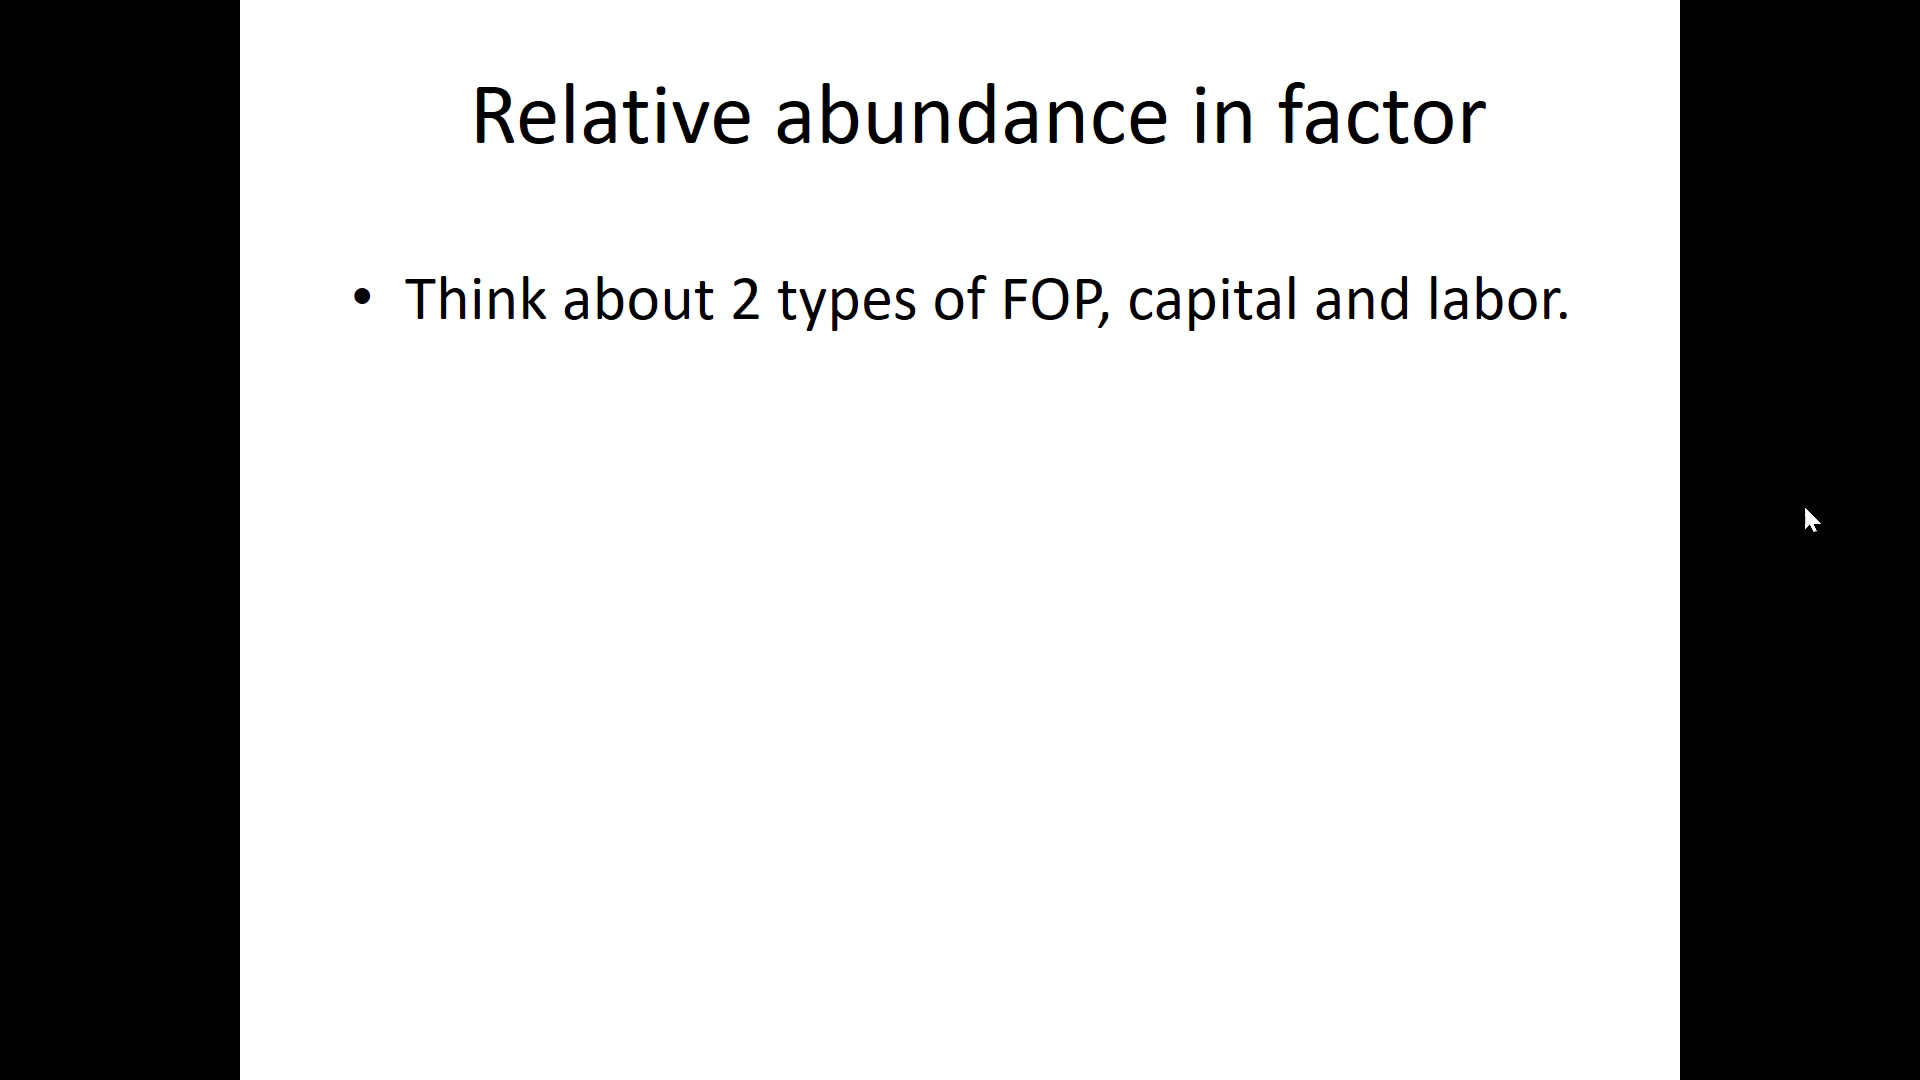 Relative abundance in factor
• Think about 2 types of FOP, capital and labor.